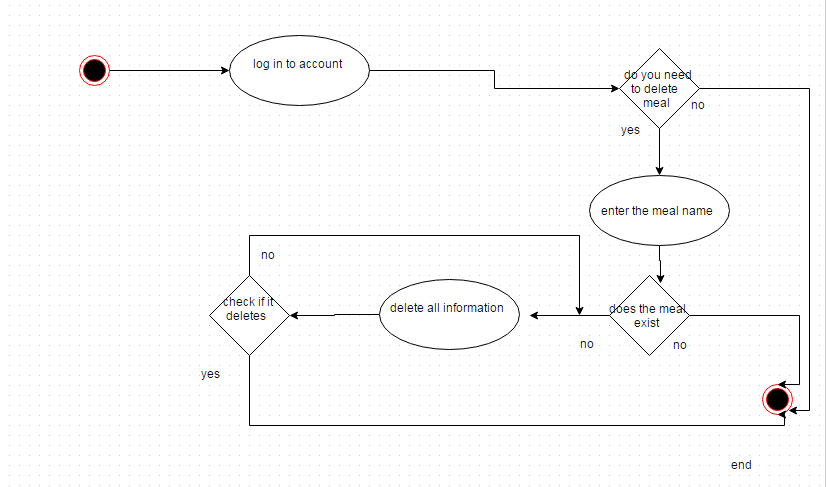 log in to account
do you need
to delete
meal
no
yes
enter the meal name
no
check if it
deletes
delete all information
does the meal
exist
no
no
yes
end